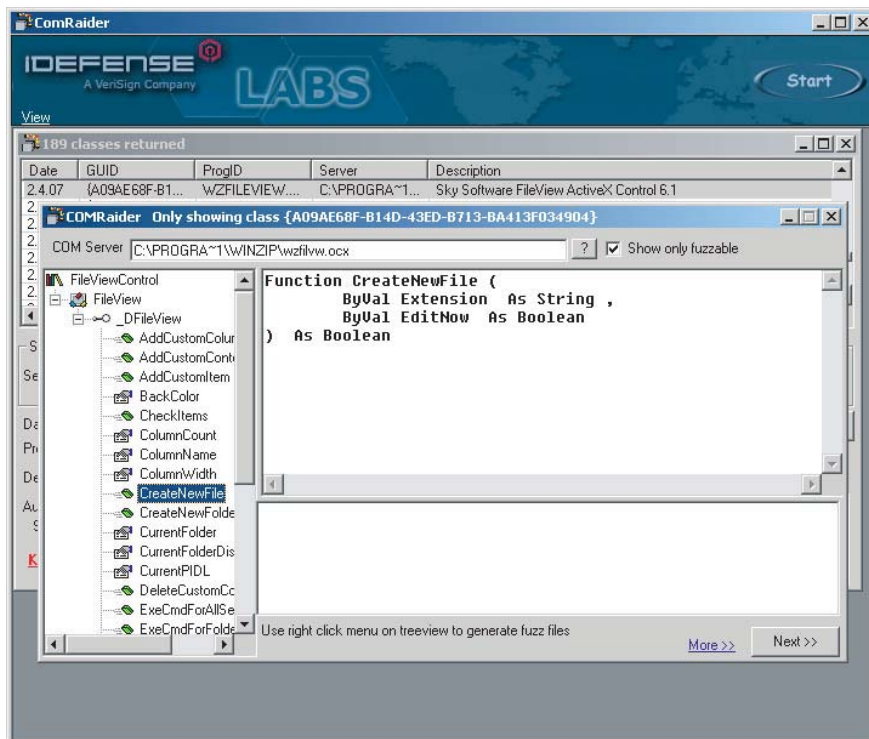 ComRaider
iDEFENSE
A VeriSign Company
LABS
Start
View
189 classes returned
Date GUID ProgID Server Description
2.4.07 {A09AE68F-B1... WZFILEVIEW.... C:\PROGRA~1... Sky Software FileView ActiveX Control 6.1
COMRaider Only showing class {A09AE68F-B14D-43ED-B713-BA413F034904}
COM Server C:\PROGRA~1\WINZIP\wzfilvw.ocx ? Show only fuzzable
FileViewControl
FileView
_DFileView
AddCustomColur
AddCustomConte
AddCustomItem
BackColor
CheckItems
ColumnCount
ColumnName
ColumnWidth
CreateNewFile
CreateNewFolde
CurrentFolder
CurrentFolderDis
CurrentPIDL
DeleteCustomCo
ExeCmdForAllSe
ExeCmdForFolde
Function CreateNewFile (
ByVal Extension As String ,
ByVal EditNow As Boolean
) As Boolean
Use right click menu on treeview to generate fuzz files
More >>
Next >>